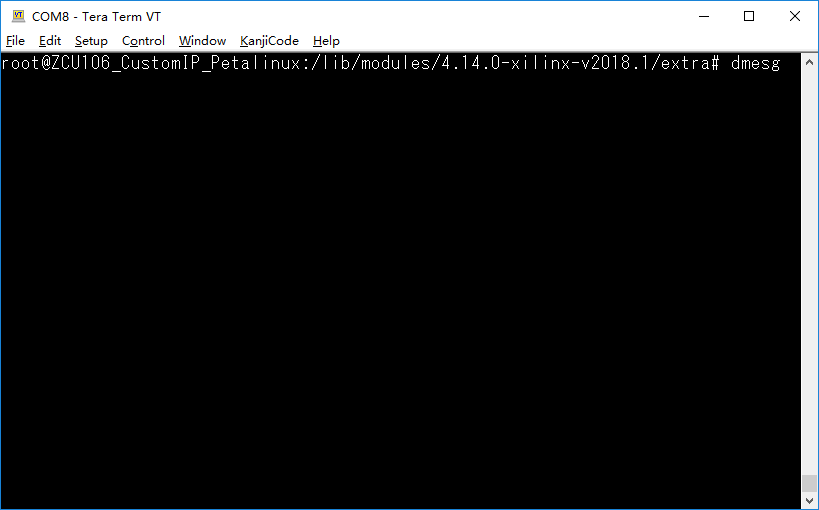 COM8 - Tera Term VT
File Edit Setup Control Window KanjiCode Help
root@ZCU106_CustomIP_Petalinux:/lib/modules/4.14.0-xilinx-v2018.1/extra# dmesg